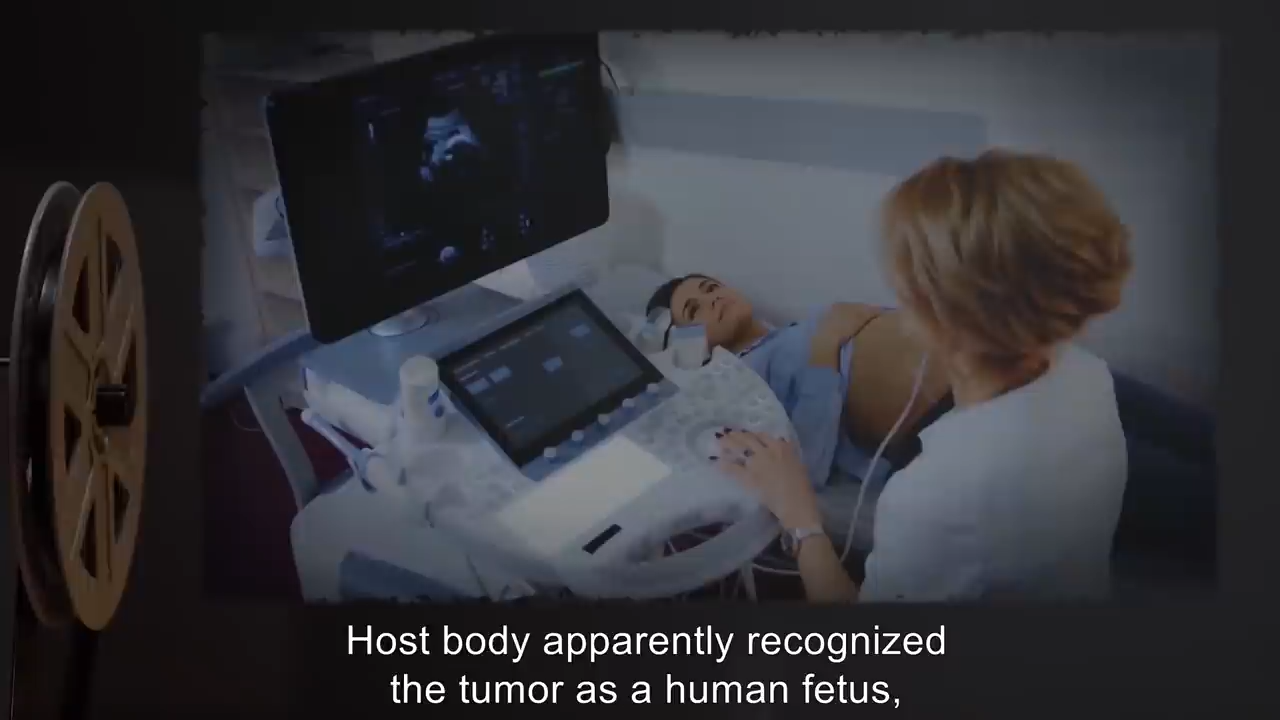 Host body apparently recognized
the tumor as a human fetus,